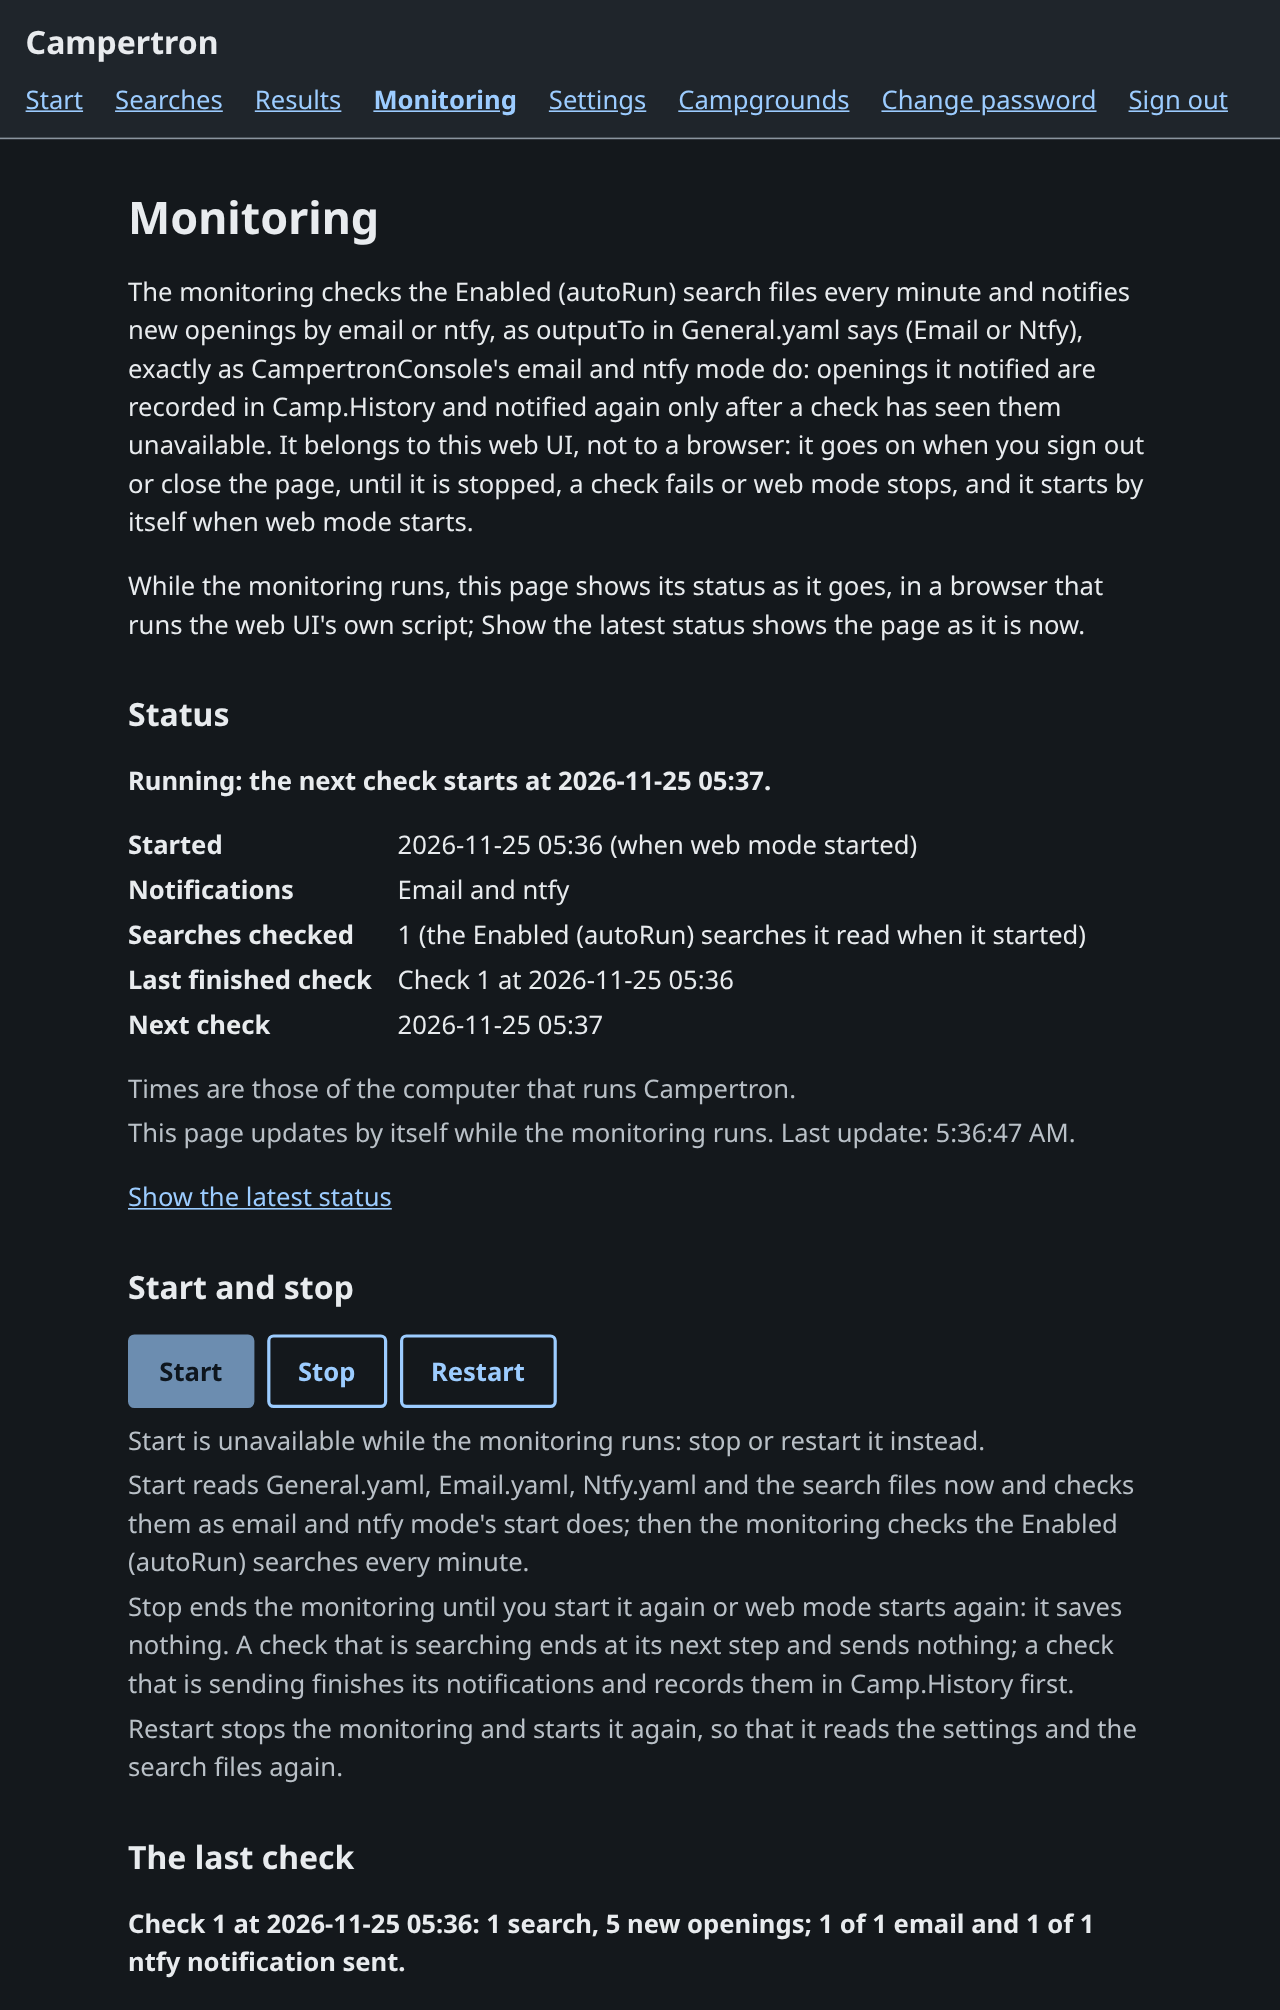 Campertron
Start Searches Results Monitoring Settings Campgrounds Change password Sign out
Monitoring
The monitoring checks the Enabled (autoRun) search files every minute and notifies
new openings by email or ntfy, as outputTo in General.yaml says (Email or Ntfy),
exactly as CampertronConsole's email and ntfy mode do: openings it notified are
recorded in Camp.History and notified again only after a check has seen them
unavailable. It belongs to this web UI, not to a browser: it goes on when you sign out
or close the page, until it is stopped, a check fails or web mode stops, and it starts by
itself when web mode starts.
While the monitoring runs, this page shows its status as it goes, in a browser that
runs the web UI's own script; Show the latest status shows the page as it is now.
Status
Running: the next check starts at 2026-11-25 05:37.
Started 2026-11-25 05:36 (when web mode started)
Notifications Email and ntfy
Searches checked 1 (the Enabled (autoRun) searches it read when it started)
Last finished check Check 1 at 2026-11-25 05:36
Next check 2026-11-25 05:37
Times are those of the computer that runs Campertron.
This page updates by itself while the monitoring runs. Last update: 5:36:47 AM.
Show the latest status
Start and stop
Start Stop Restart
Start is unavailable while the monitoring runs: stop or restart it instead.
Start reads General.yaml, Email.yaml, Ntfy.yaml and the search files now and checks
them as email and ntfy mode's start does; then the monitoring checks the Enabled
(autoRun) searches every minute.
Stop ends the monitoring until you start it again or web mode starts again: it saves
nothing. A check that is searching ends at its next step and sends nothing; a check
that is sending finishes its notifications and records them in Camp.History first.
Restart stops the monitoring and starts it again, so that it reads the settings and the
search files again.
The last check
Check 1 at 2026-11-25 05:36: 1 search, 5 new openings; 1 of 1 email and 1 of 1
ntfy notification sent.